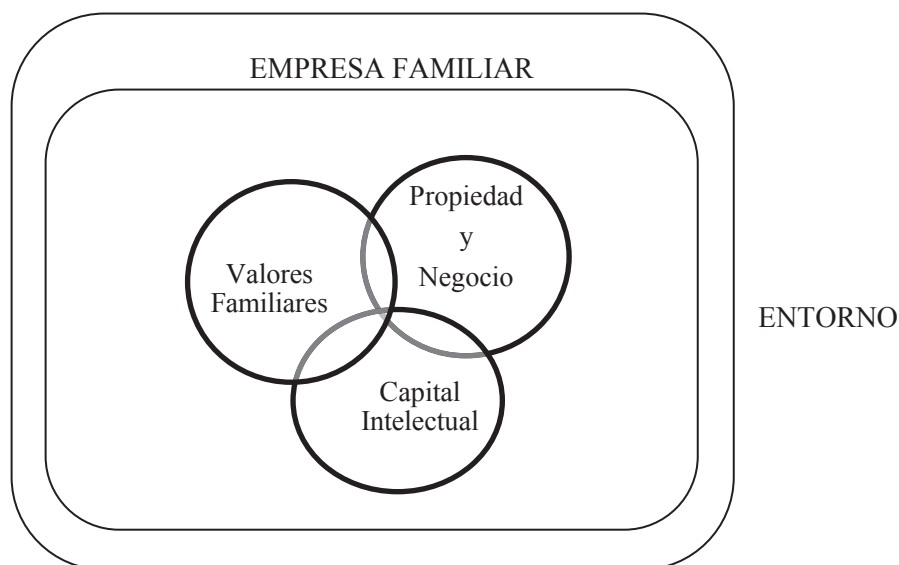 EMPRESA FAMILIAR
Propiedad
y
Negocio
Valores
Familiares
ENTORNO
Capital
Intelectual